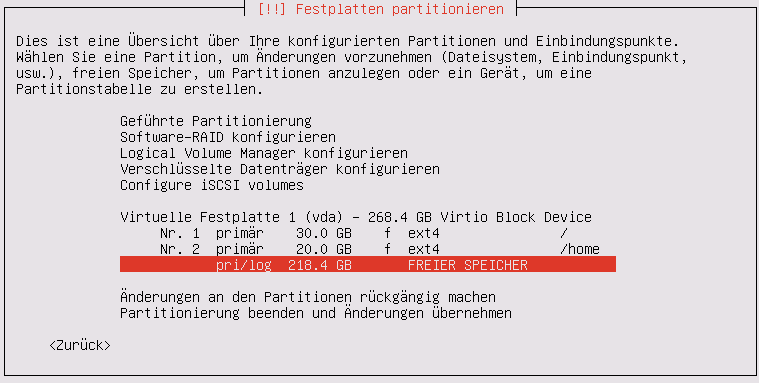 [!!] Festplatten partitionieren
Dies ist eine Übersicht über Ihre konfigurierten Partitionen und Einbindungspunkte.
Wählen Sie eine Partition, um Änderungen vorzunehmen (Dateisystem, Einbindungspunkt,
usw.), freien Speicher, um Partitionen anzulegen oder ein Gerät, um eine
Partitionstabelle zu erstellen.
Geführte Partitionierung
Software-RAID konfigurieren
Logical Volume Manager konfigurieren
Verschlüsselte Datenträger konfigurieren
Configure iSCSI volumes
Virtuelle Festplatte 1 (vda) - 268.4 GB Virtio Block Device
Nr. 1 primär 30.0 GB f ext4 /
Nr. 2 primär 20.0 GB f ext4 /home
pri/log 218.4 GB FREIER SPEICHER
Änderungen an den Partitionen rückgängig machen
Partitionierung beenden und Änderungen übernehmen
<Zurück>